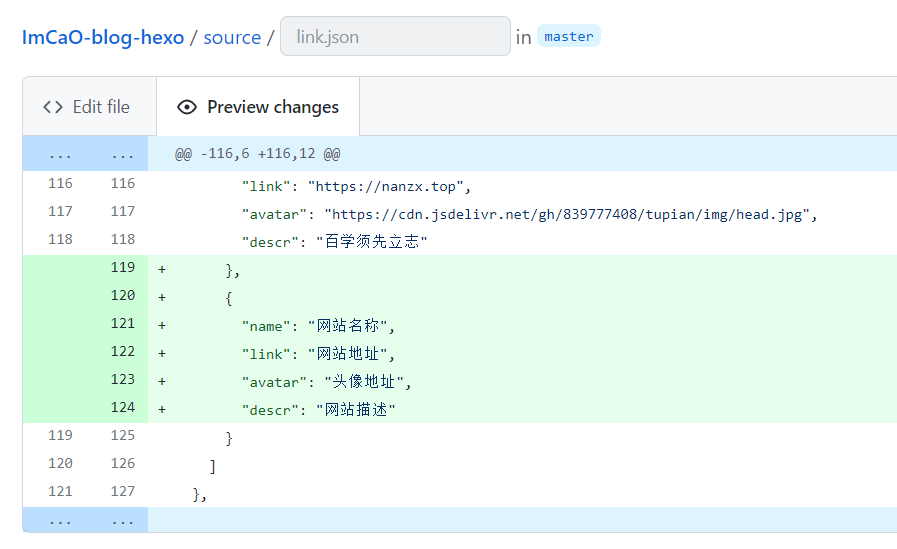 ImCaO-blog-hexo / source / link.json in master
<> Edit file Preview changes
... ... @@ -116,6 +116,12 @@
116 116 "link": "https://nanzx.top",
117 117 "avatar": "https://cdn.jsdelivr.net/gh/839777408/tupian/img/head.jpg",
118 118 "descr": "百学须先立志"
119 + },
120 + {
121 + "name": "网站名称",
122 + "link": "网站地址",
123 + "avatar": "头像地址",
124 + "descr": "网站描述"
119 125 }
120 126 ]
121 127 },
... ...